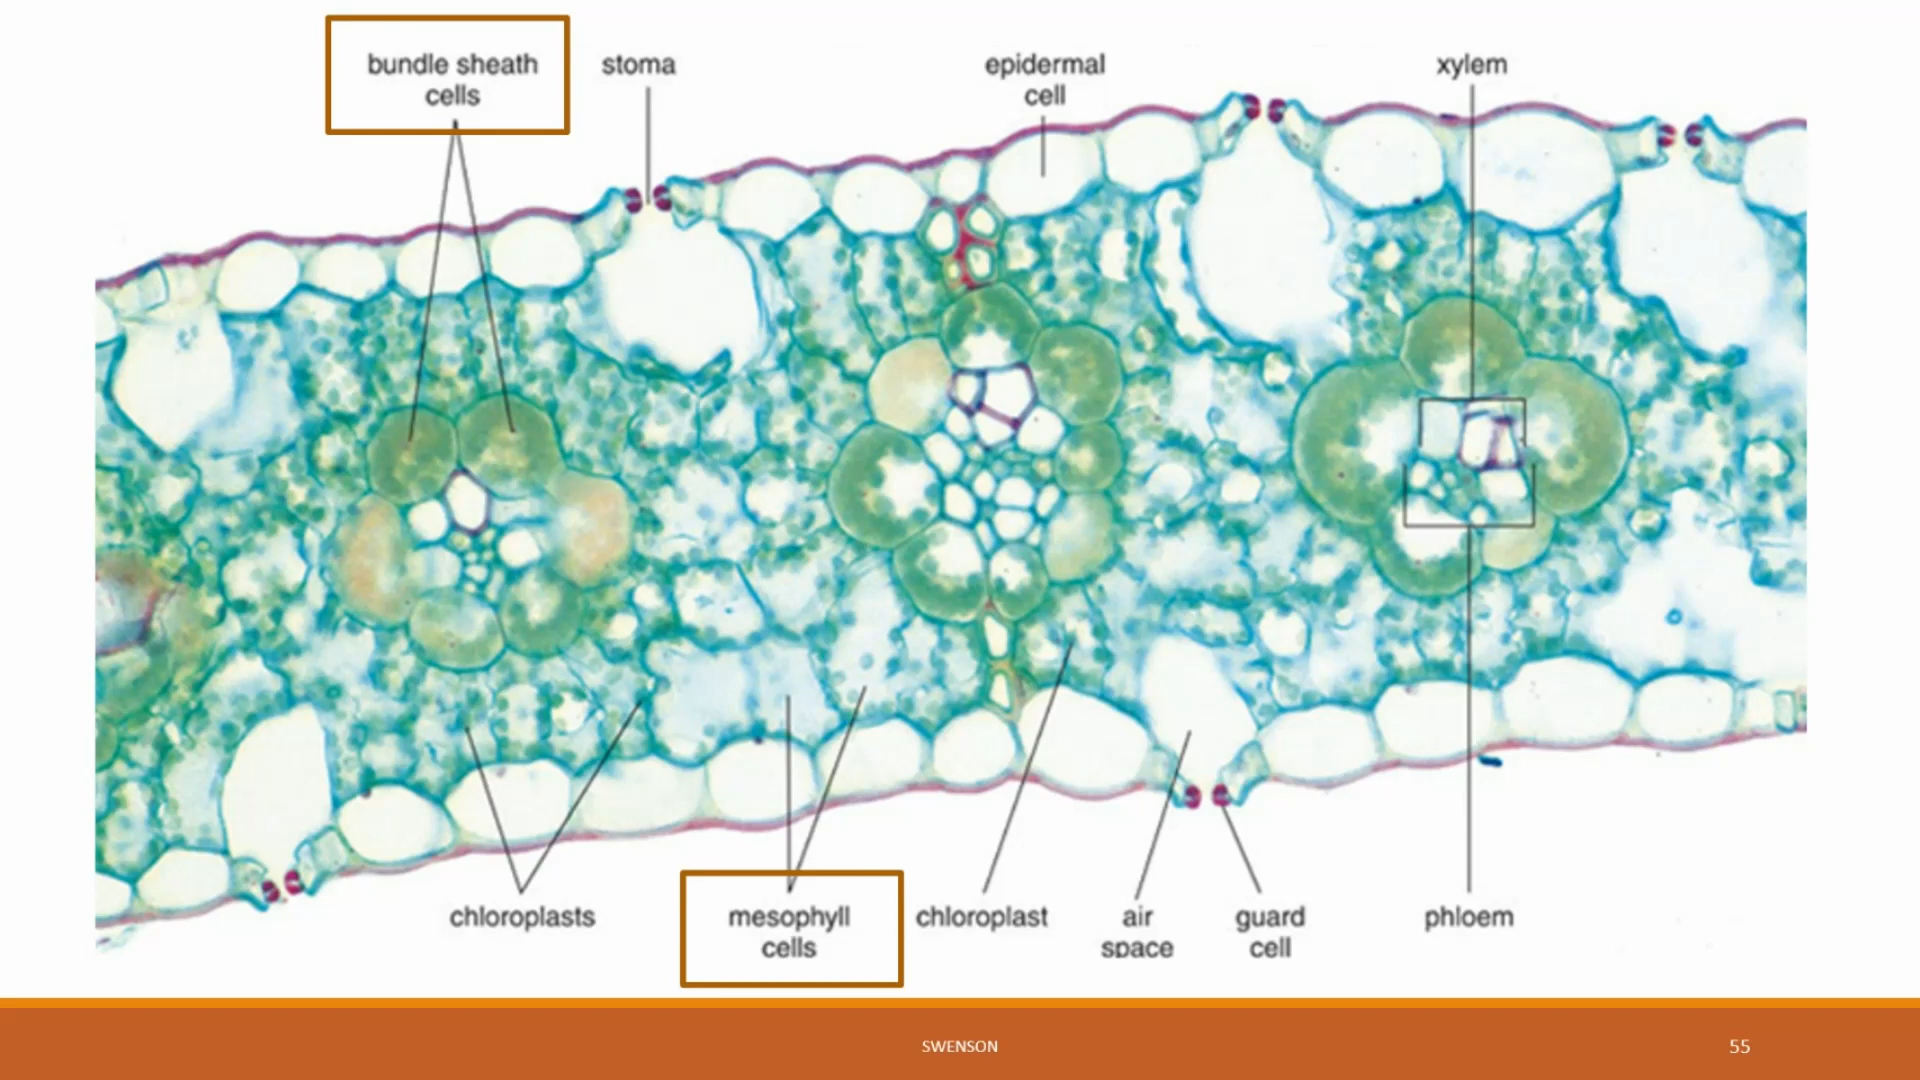 bundle sheath
cells
stoma
epidermal
cell
xylem
chloroplasts
mesophyll
cells
chloroplast
air
space
guard
cell
phloem
SWENSON
55